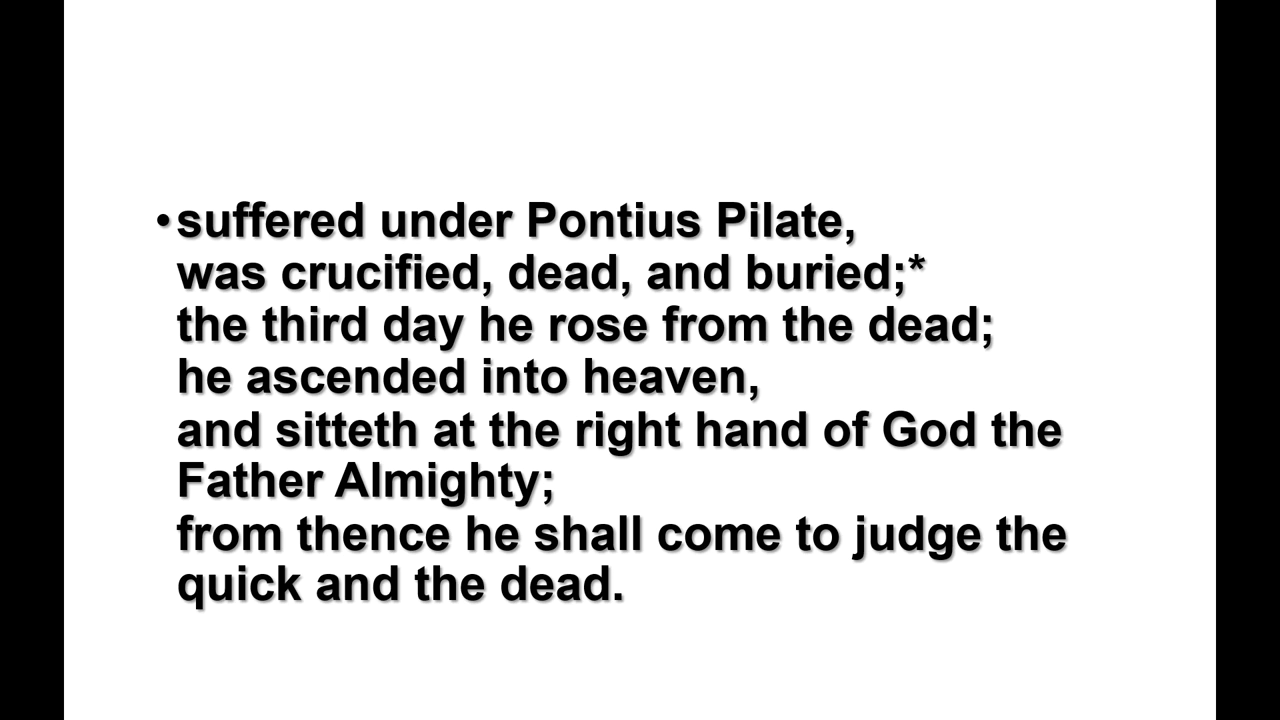 •suffered under Pontius Pilate,
was crucified, dead, and buried;*
the third day he rose from the dead;
he ascended into heaven,
and sitteth at the right hand of God the
Father Almighty;
from thence he shall come to judge the
quick and the dead.